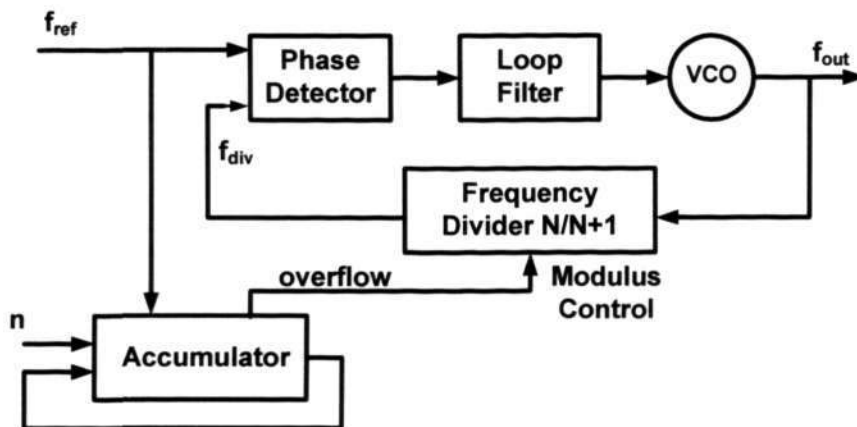 f_ref
Phase
Detector
Loop
Filter
VCO
f_out
f_div
Frequency
Divider N/N+1
overflow
Modulus
Control
n
Accumulator